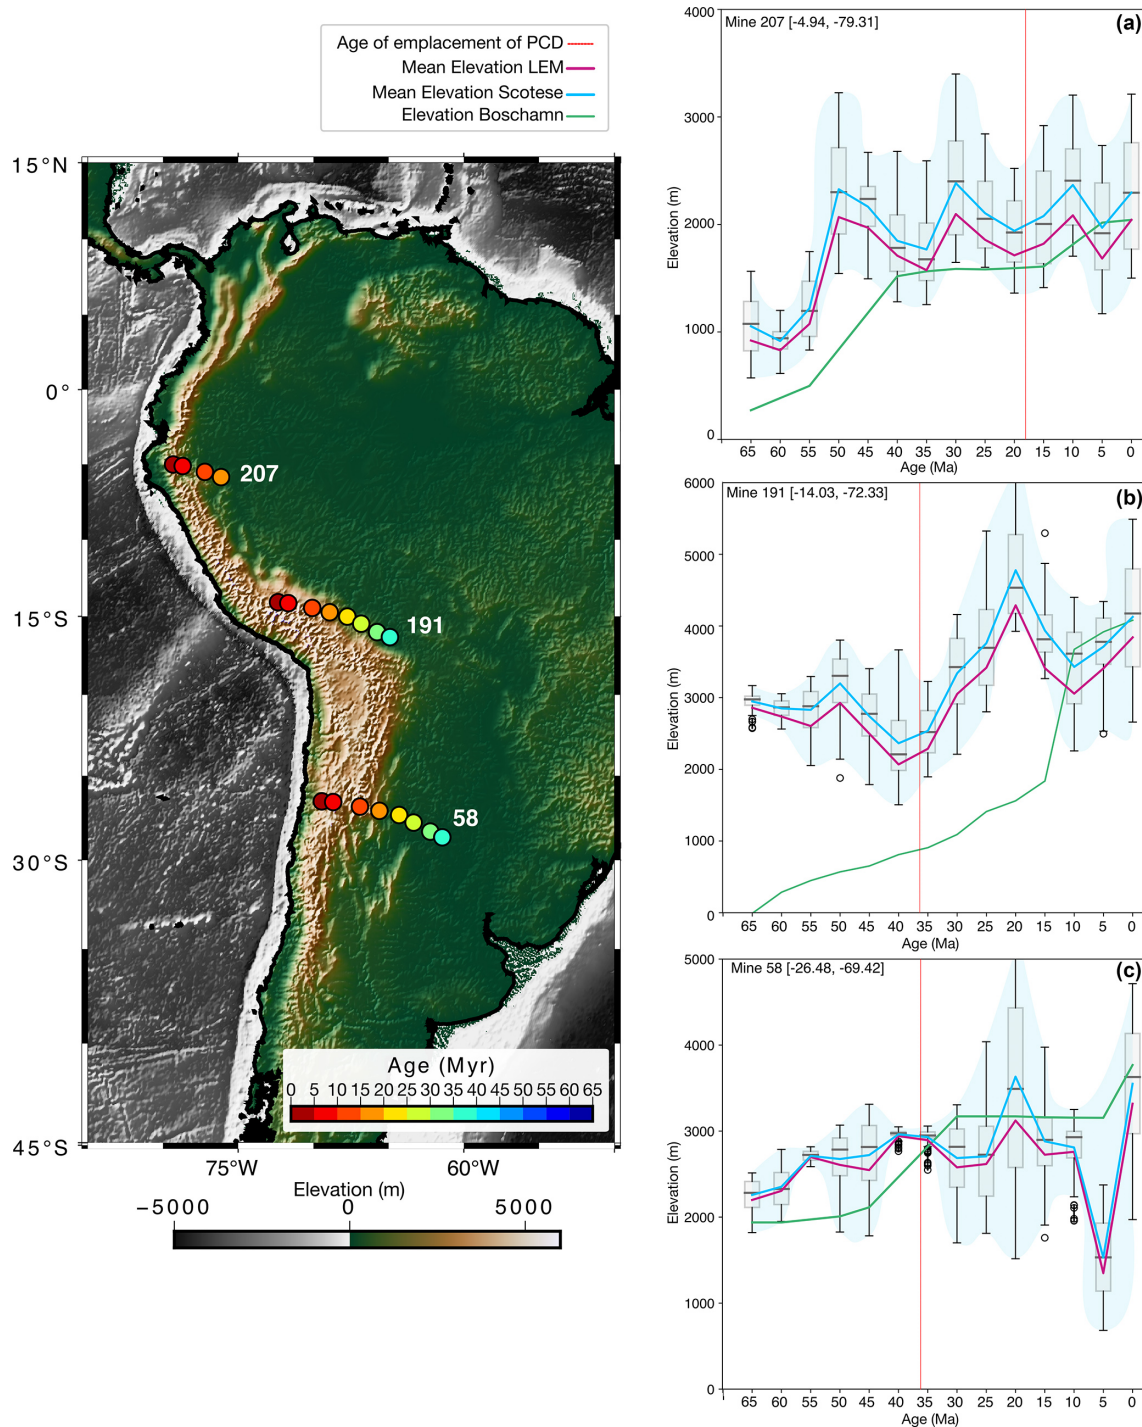 Age of emplacement of PCD
Mean Elevation LEM
Mean Elevation Scotese
Elevation Boschamn
15°N
0°
15°S
30°S
45°S
207
191
58
Age (Myr)
0 5 10 15 20 25 30 35 40 45 50 55 60 65
75°W 60°W
Elevation (m)
−5000 0 5000
Mine 207 [-4.94, -79.31]
(a)
4000
3000
2000
1000
0
Elevation (m)
65 60 55 50 45 40 35 30 25 20 15 10 5 0
Age (Ma)
Mine 191 [-14.03, -72.33]
(b)
6000
5000
4000
3000
2000
1000
0
Elevation (m)
65 60 55 50 45 40 35 30 25 20 15 10 5 0
Age (Ma)
Mine 58 [-26.48, -69.42]
(c)
5000
4000
3000
2000
1000
0
Elevation (m)
65 60 55 50 45 40 35 30 25 20 15 10 5 0
Age (Ma)